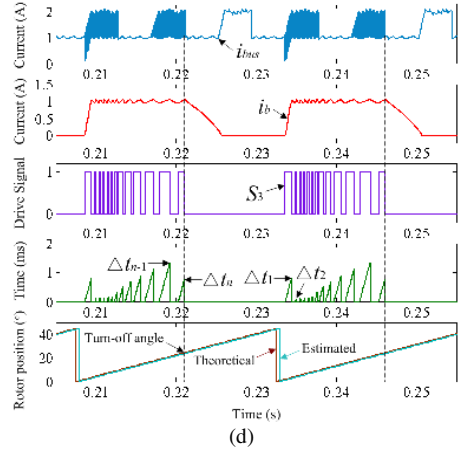 Current (A)
2
1
0
i_bus
0.21 0.22 0.23 0.24 0.25
Current (A)
1.5
1
0.5
0
i_b
0.21 0.22 0.23 0.24 0.25
Drive Signal
1
0
S_3
0.21 0.22 0.23 0.24 0.25
Time (ms)
2
1
0
△t_n-1
△t_n
△t_1
△t_2
0.21 0.22 0.23 0.24 0.25
Rotor position (°)
40
20
0
Turn-off angle
Theoretical
Estimated
0.21 0.22 0.23 0.24 0.25
Time (s)
(d)